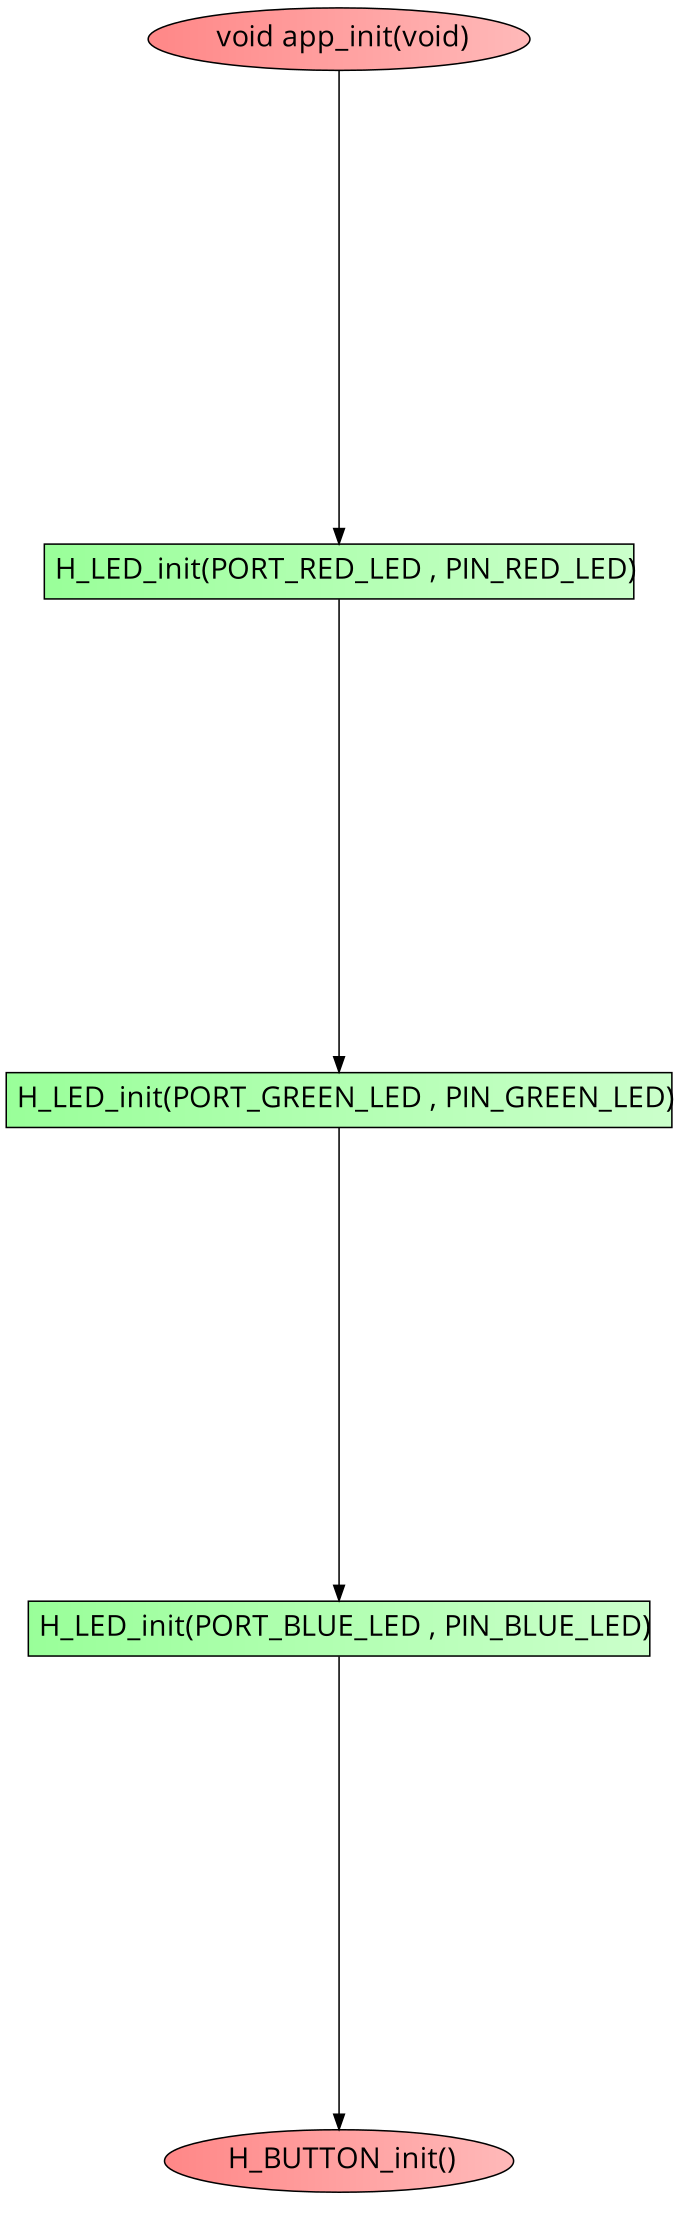 void app_init(void)
H_LED_init(PORT_RED_LED , PIN_RED_LED)
H_LED_init(PORT_GREEN_LED , PIN_GREEN_LED)
H_LED_init(PORT_BLUE_LED , PIN_BLUE_LED)
H_BUTTON_init()